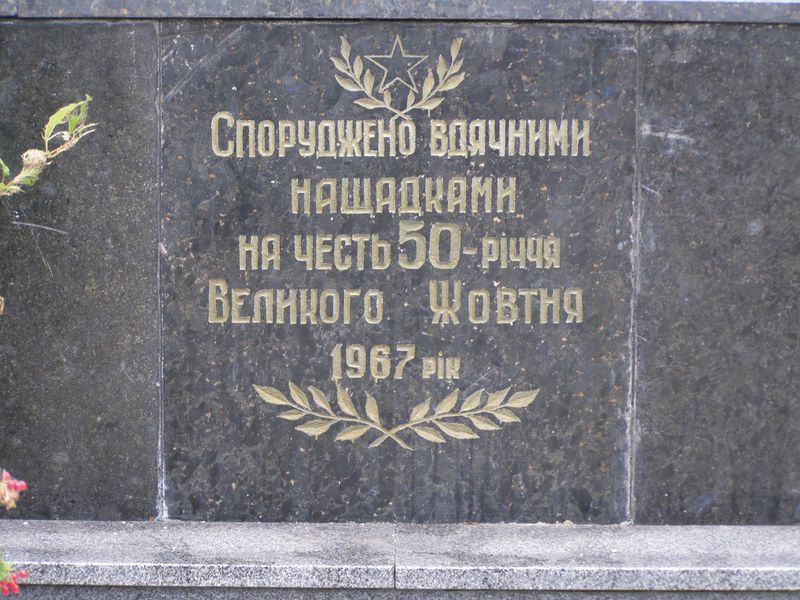 Споруджено вдячними
нащадками
на честь 50-річчя
Великого Жовтня
1967 рік